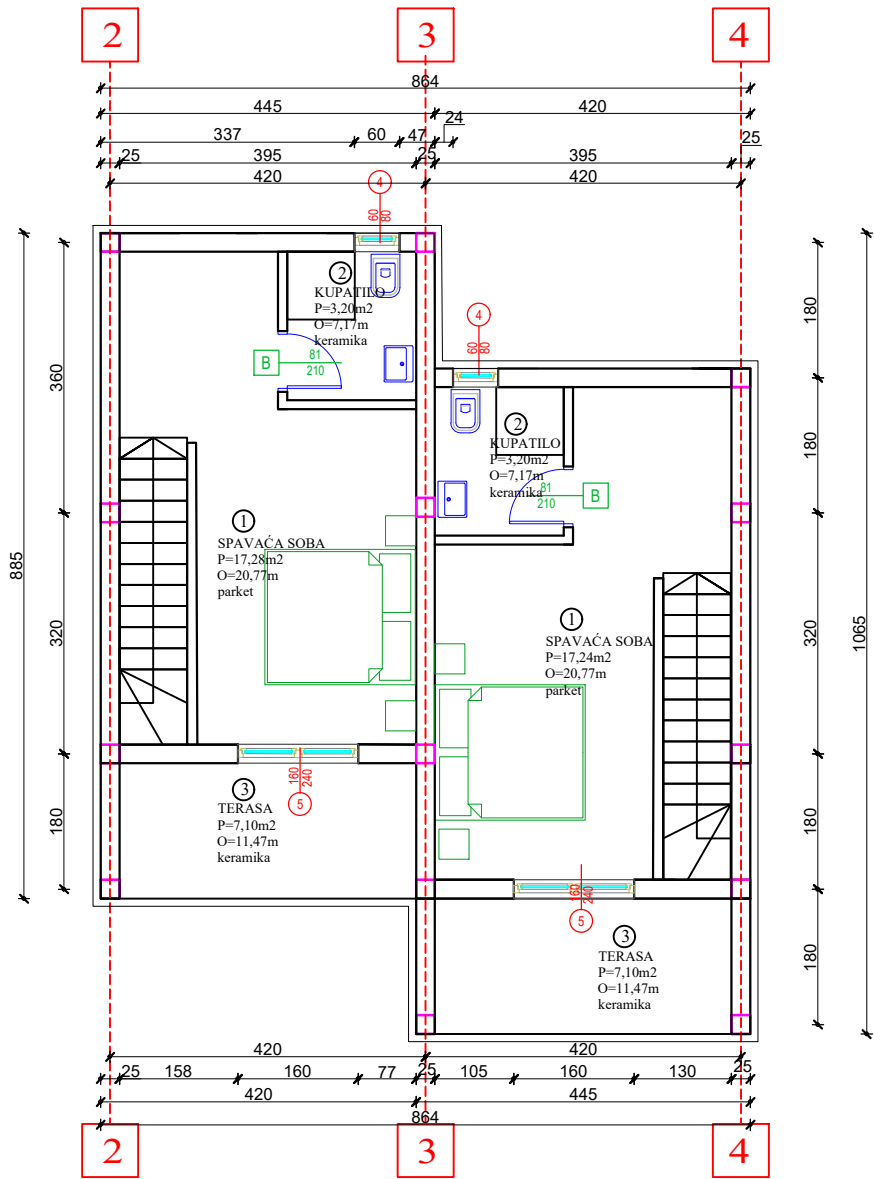 2
3
4
864
445
420
337
60
47
24
25
395
25
395
25
420
420
4
60
80
2
KUPATILO
P=3,20m2
O=7,17m
keramika
B
81
210
4
60
80
2
KUPATILO
P=3,20m2
O=7,17m
keramika
81
210
B
1
SPAVAĆA SOBA
P=17,28m2
O=20,77m
parket
1
SPAVAĆA SOBA
P=17,24m2
O=20,77m
parket
160
240
5
3
TERASA
P=7,10m2
O=11,47m
keramika
160
240
5
3
TERASA
P=7,10m2
O=11,47m
keramika
885
360
320
180
180
180
320
180
180
1065
420
420
25
158
160
77
25
105
160
130
25
420
445
864
2
3
4